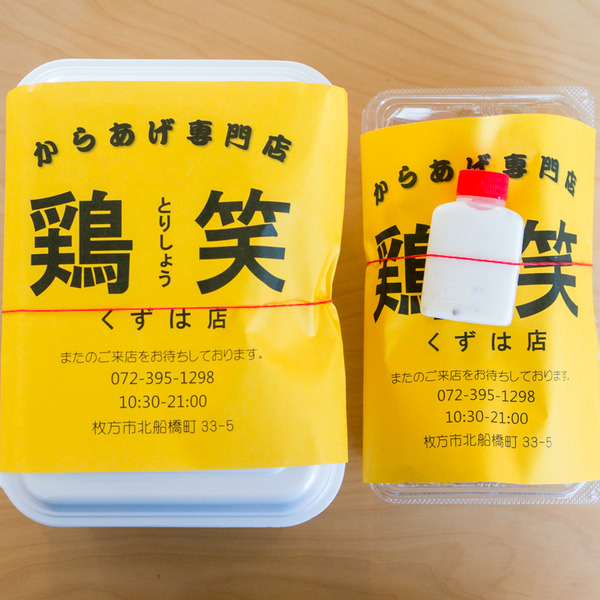 からあげ専門店
鶏笑
とりしょう
くずは店
またのご来店をお待ちしております。
072-395-1298
10:30-21:00
枚方市北船橋町 33-5
からあげ専門店
鶏笑
くずは店
またのご来店をお待ちしております。
072-395-1298
10:30-21:00
枚方市北船橋町 33-5